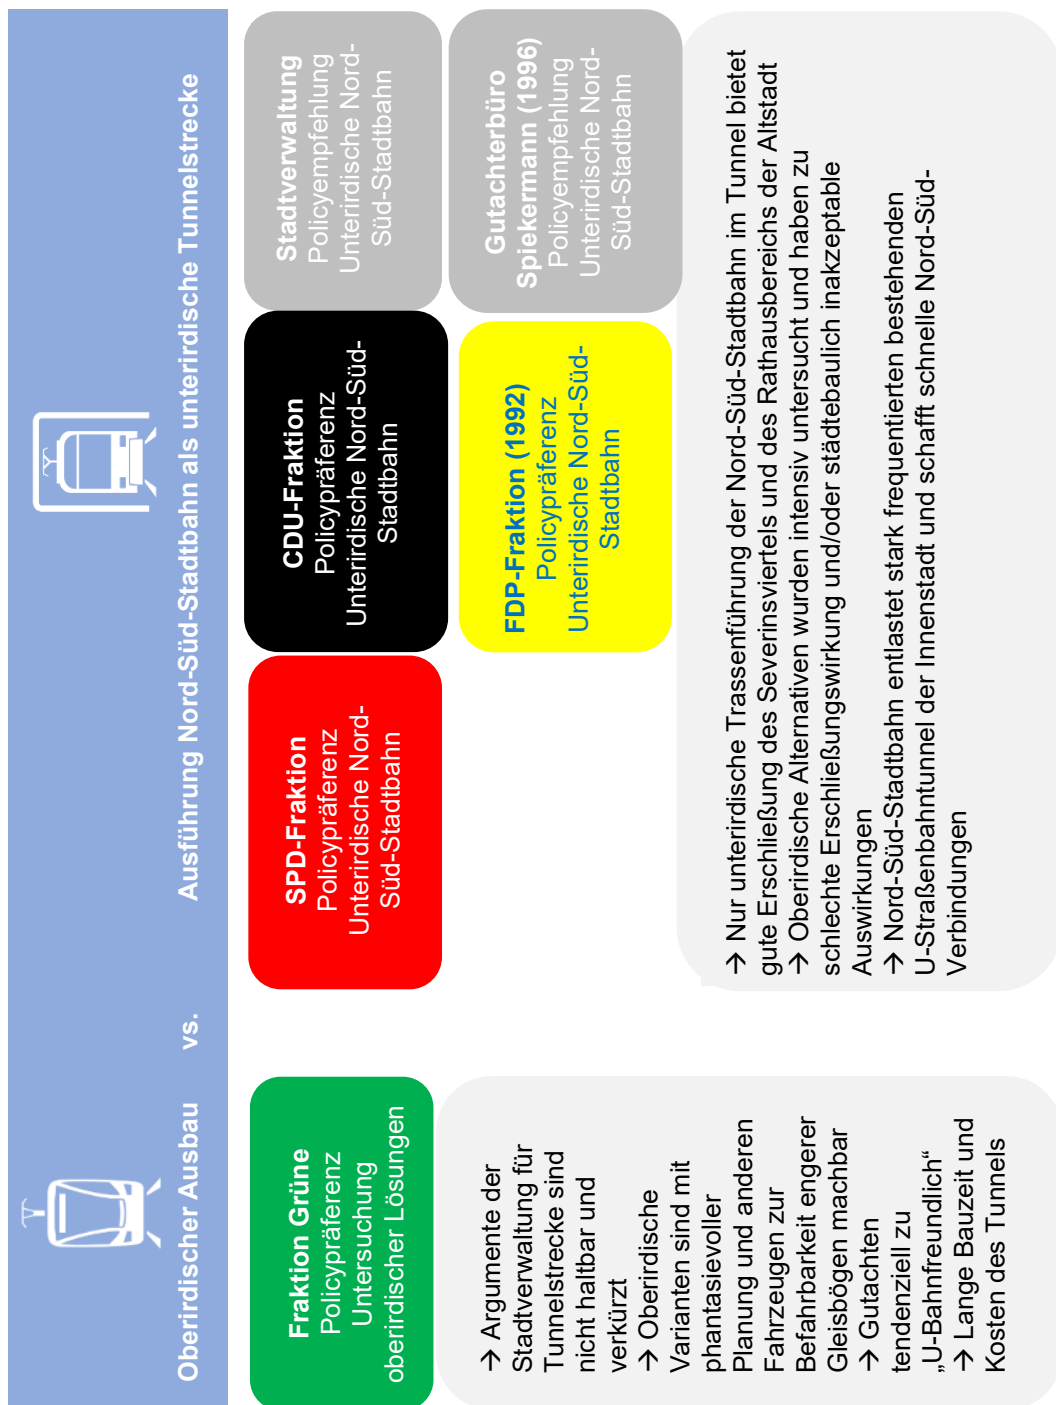 Oberirdischer Ausbau vs. Ausführung Nord-Süd-Stadtbahn als unterirdische Tunnelstrecke
Fraktion Grüne
Policypräferenz
Untersuchung
oberirdischer Lösungen
→ Argumente der
Stadtverwaltung für
Tunnelstrecke sind
nicht haltbar und
verkürzt
→ Oberirdische
Varianten sind mit
phantasievoller
Planung und anderen
Fahrzeugen zur
Befahrbarkeit engerer
Gleisbögen machbar
→ Gutachten
tendenziell zu
„U-Bahnfreundlich“
→ Lange Bauzeit und
Kosten des Tunnels
SPD-Fraktion
Policypräferenz
Unterirdische Nord-
Süd-Stadtbahn
CDU-Fraktion
Policypräferenz
Unterirdische Nord-Süd-
Stadtbahn
Stadtverwaltung
Policyempfehlung
Unterirdische Nord-
Süd-Stadtbahn
FDP-Fraktion (1992)
Policypräferenz
Unterirdische Nord-Süd-
Stadtbahn
Gutachterbüro
Spiekermann (1996)
Policyempfehlung
Unterirdische Nord-
Süd-Stadtbahn
→ Nur unterirdische Trassenführung der Nord-Süd-Stadtbahn im Tunnel bietet
gute Erschließung des Severinsviertels und des Rathausbereichs der Altstadt
→ Oberirdische Alternativen wurden intensiv untersucht und haben zu
schlechte Erschließungswirkung und/oder städtebaulich inakzeptable
Auswirkungen
→ Nord-Süd-Stadtbahn entlastet stark frequentierten bestehenden
U-Straßenbahntunnel der Innenstadt und schafft schnelle Nord-Süd-
Verbindungen